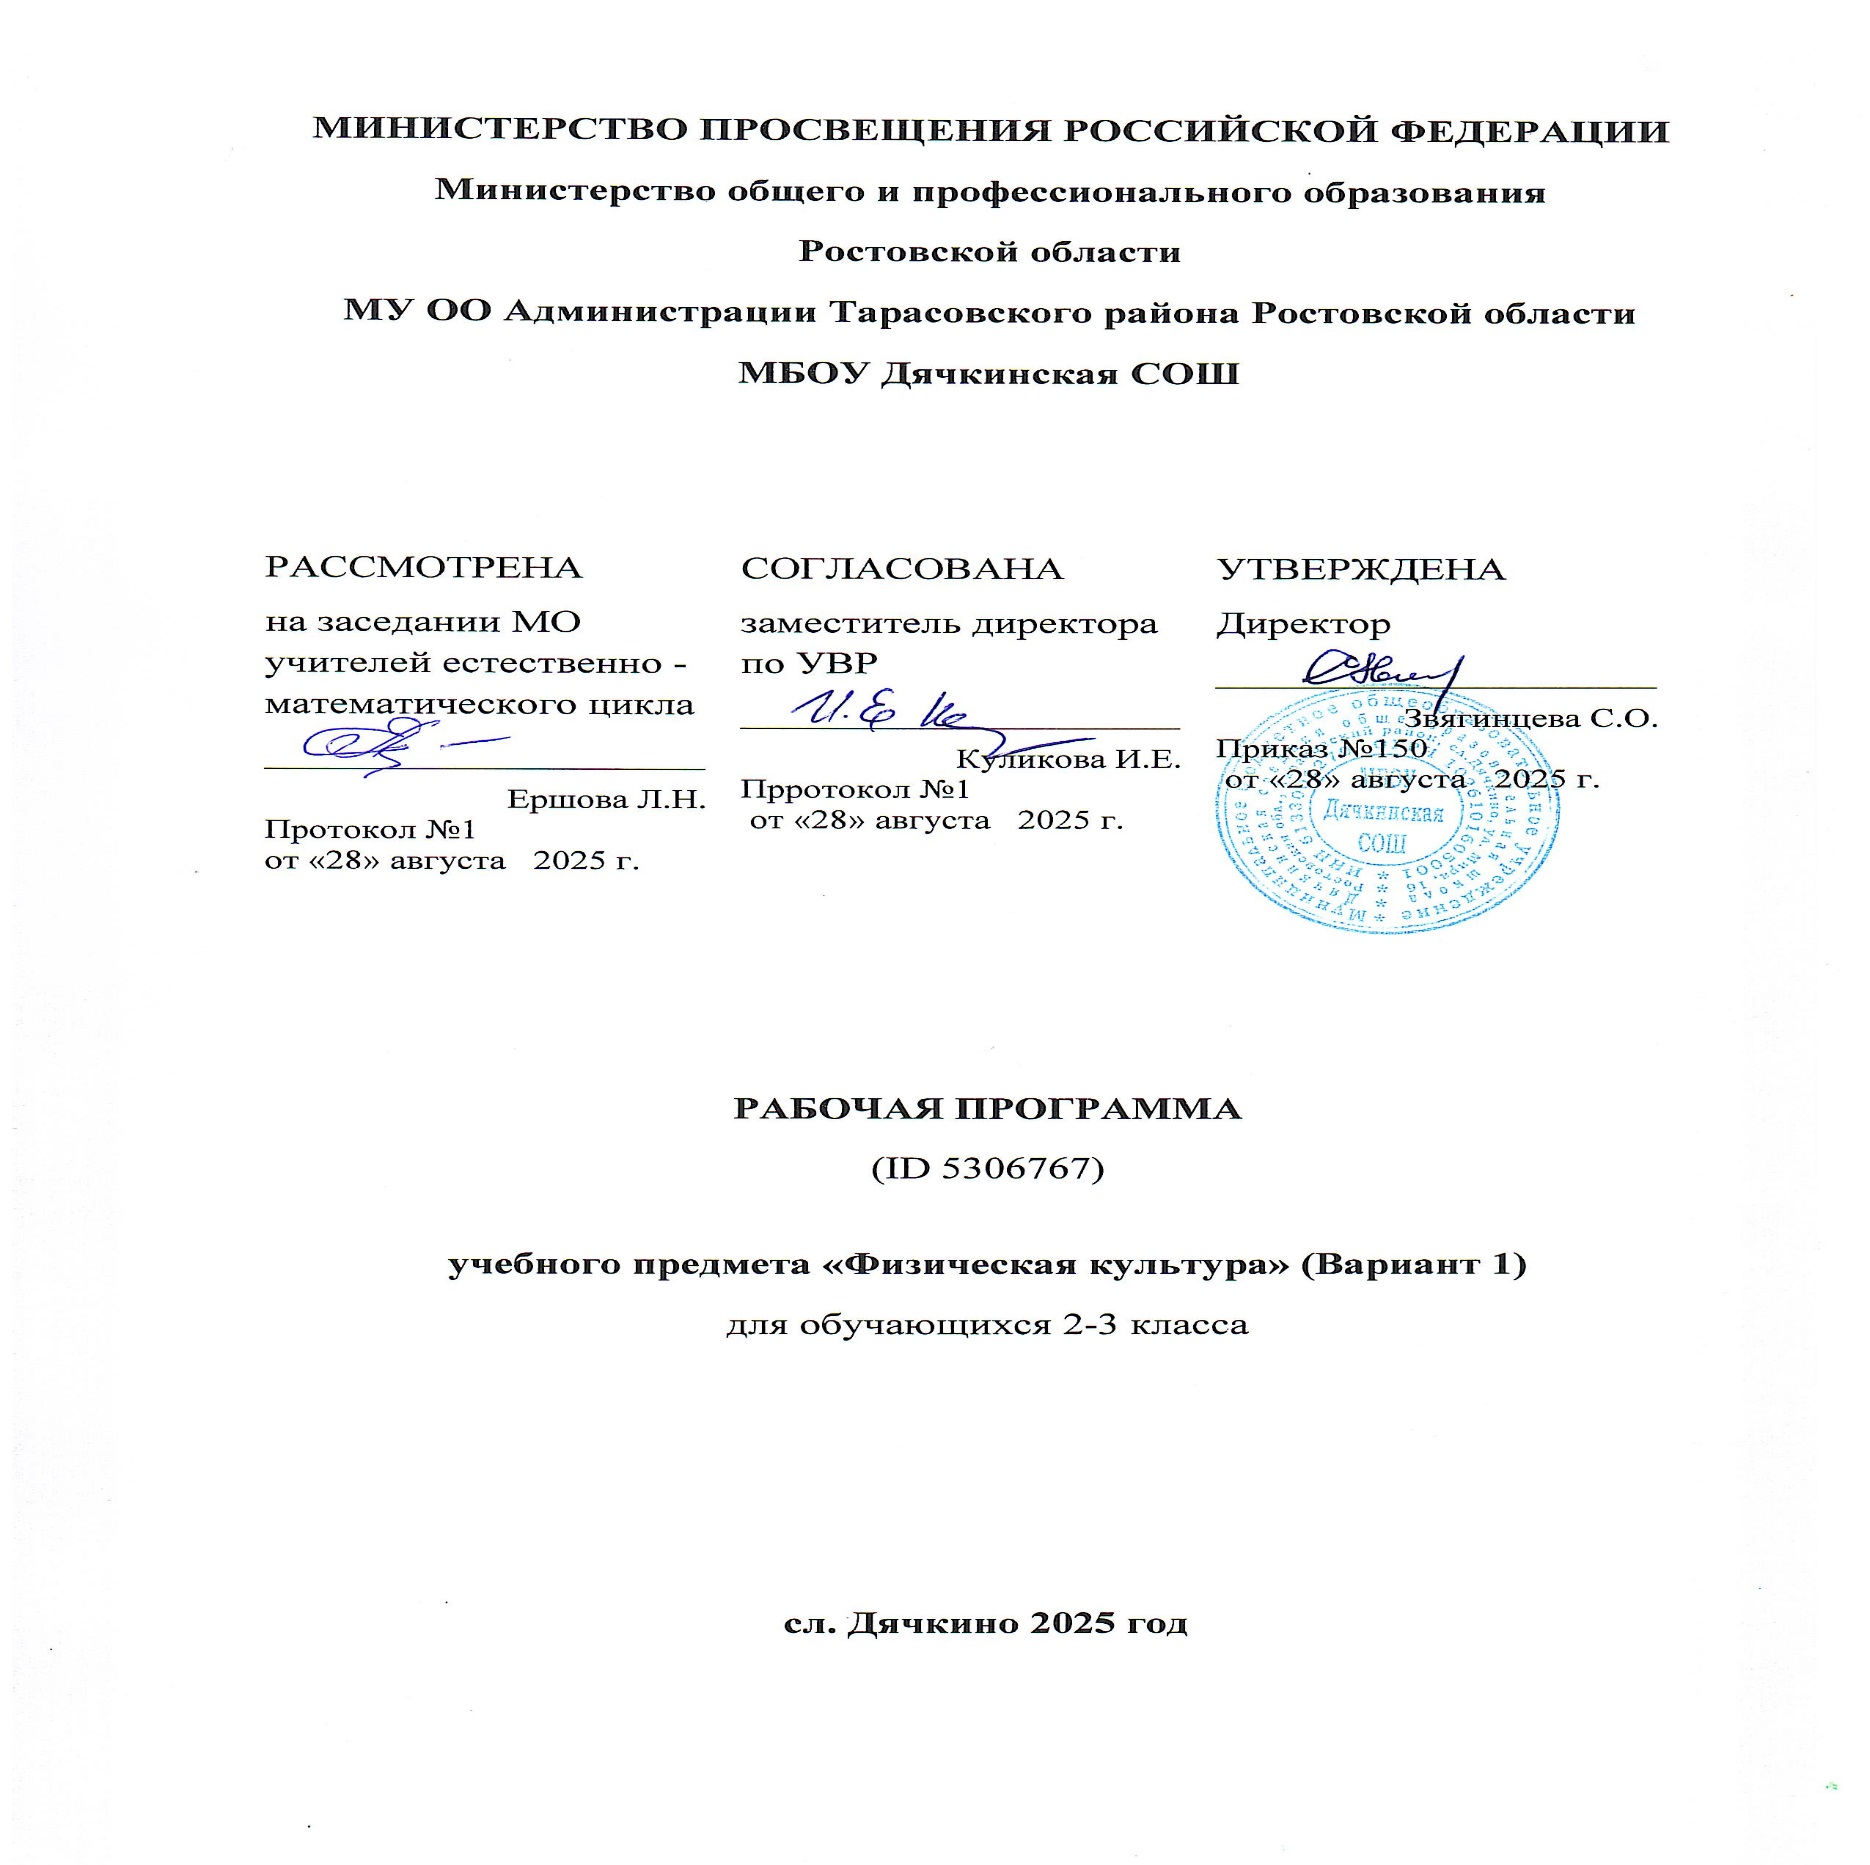 МИНИСТЕРСТВО ПРОСВЕЩЕНИЯ РОССИЙСКОЙ ФЕДЕРАЦИИ
Министерство общего и профессионального образования
Ростовской области
МУ ОО Администрации Тарасовского района Ростовской области
МБОУ Дячкинская СОШ
РАССМОТРЕНА
на заседании МО
учителей естественно -
математического цикла
Ершова Л.Н.
Протокол №1
от «28» августа 2025 г.
СОГЛАСОВАНА
заместитель директора
по УВР
Куликова И.Е.
Прротокол №1
от «28» августа 2025 г.
УТВЕРЖДЕНА
Директор
Звягинцева С.О.
Приказ №150
от «28» августа 2025 г.
МБОУ
Дячкинская
СОШ
РАБОЧАЯ ПРОГРАММА
(ID 5306767)
учебного предмета «Физическая культура» (Вариант 1)
для обучающихся 2-3 класса
сл. Дячкино 2025 год